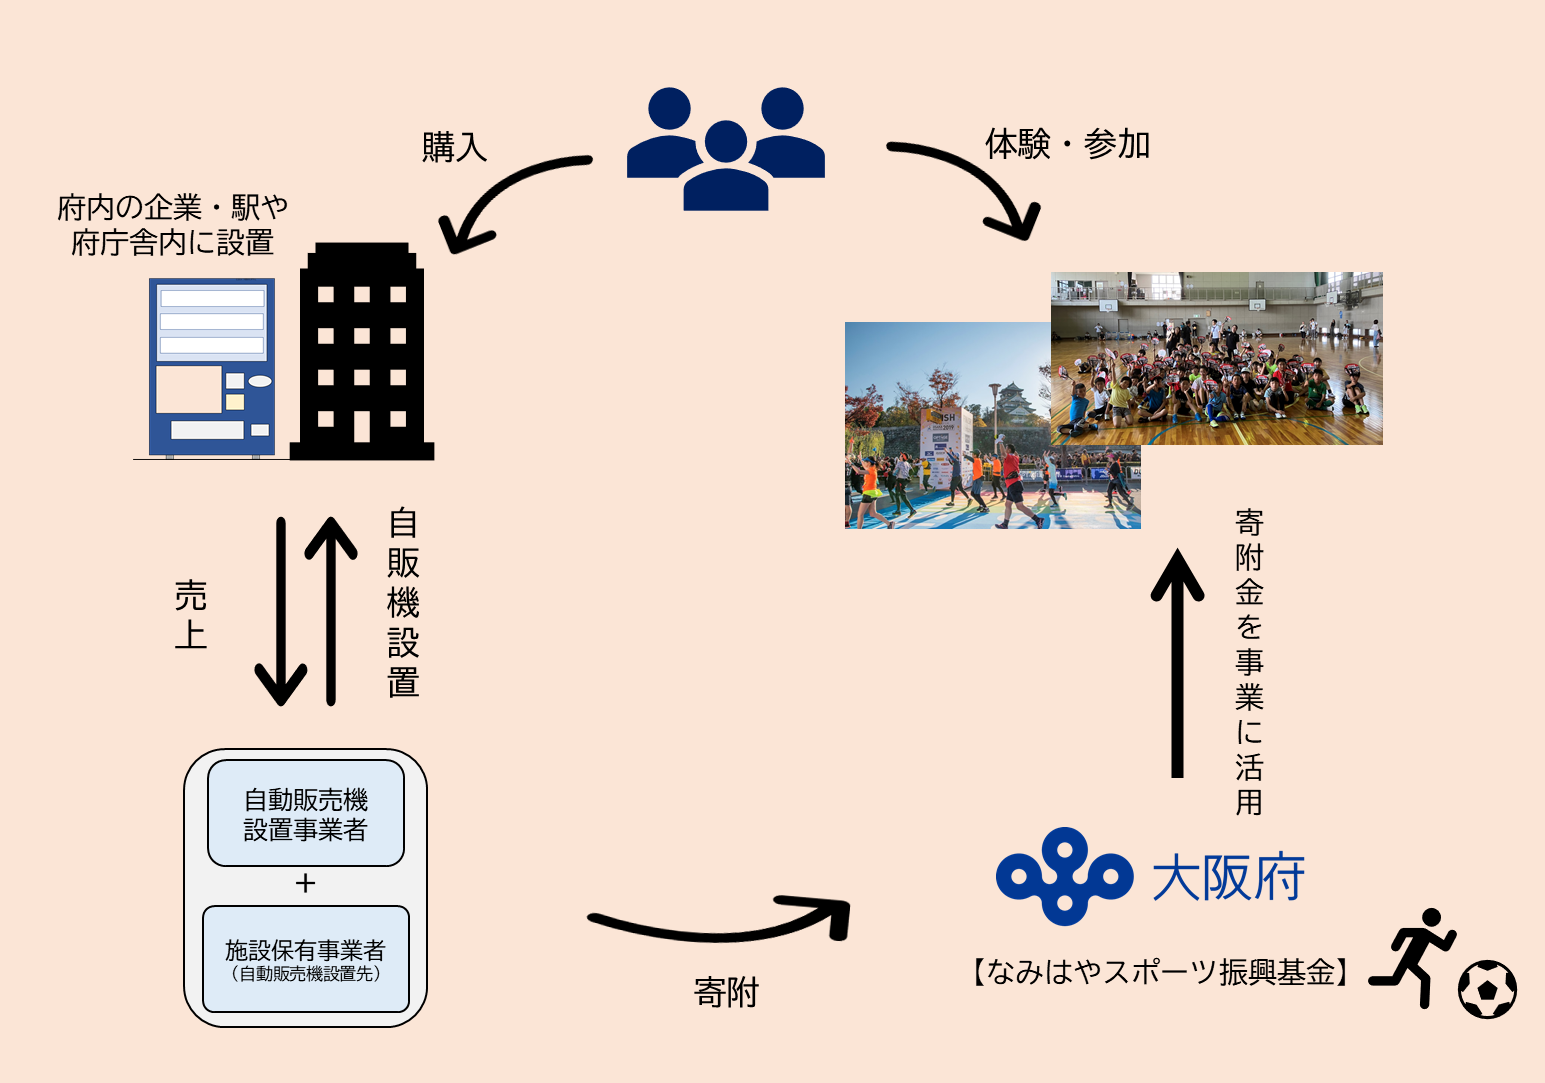 購入
体験・参加
府内の企業・駅や
府庁舎内に設置
自販機設置
売上
寄附金を事業に活用
自動販売機
設置事業者
+
施設保有事業者
（自動販売機設置先）
大阪府
【なみはやスポーツ振興基金】
寄附